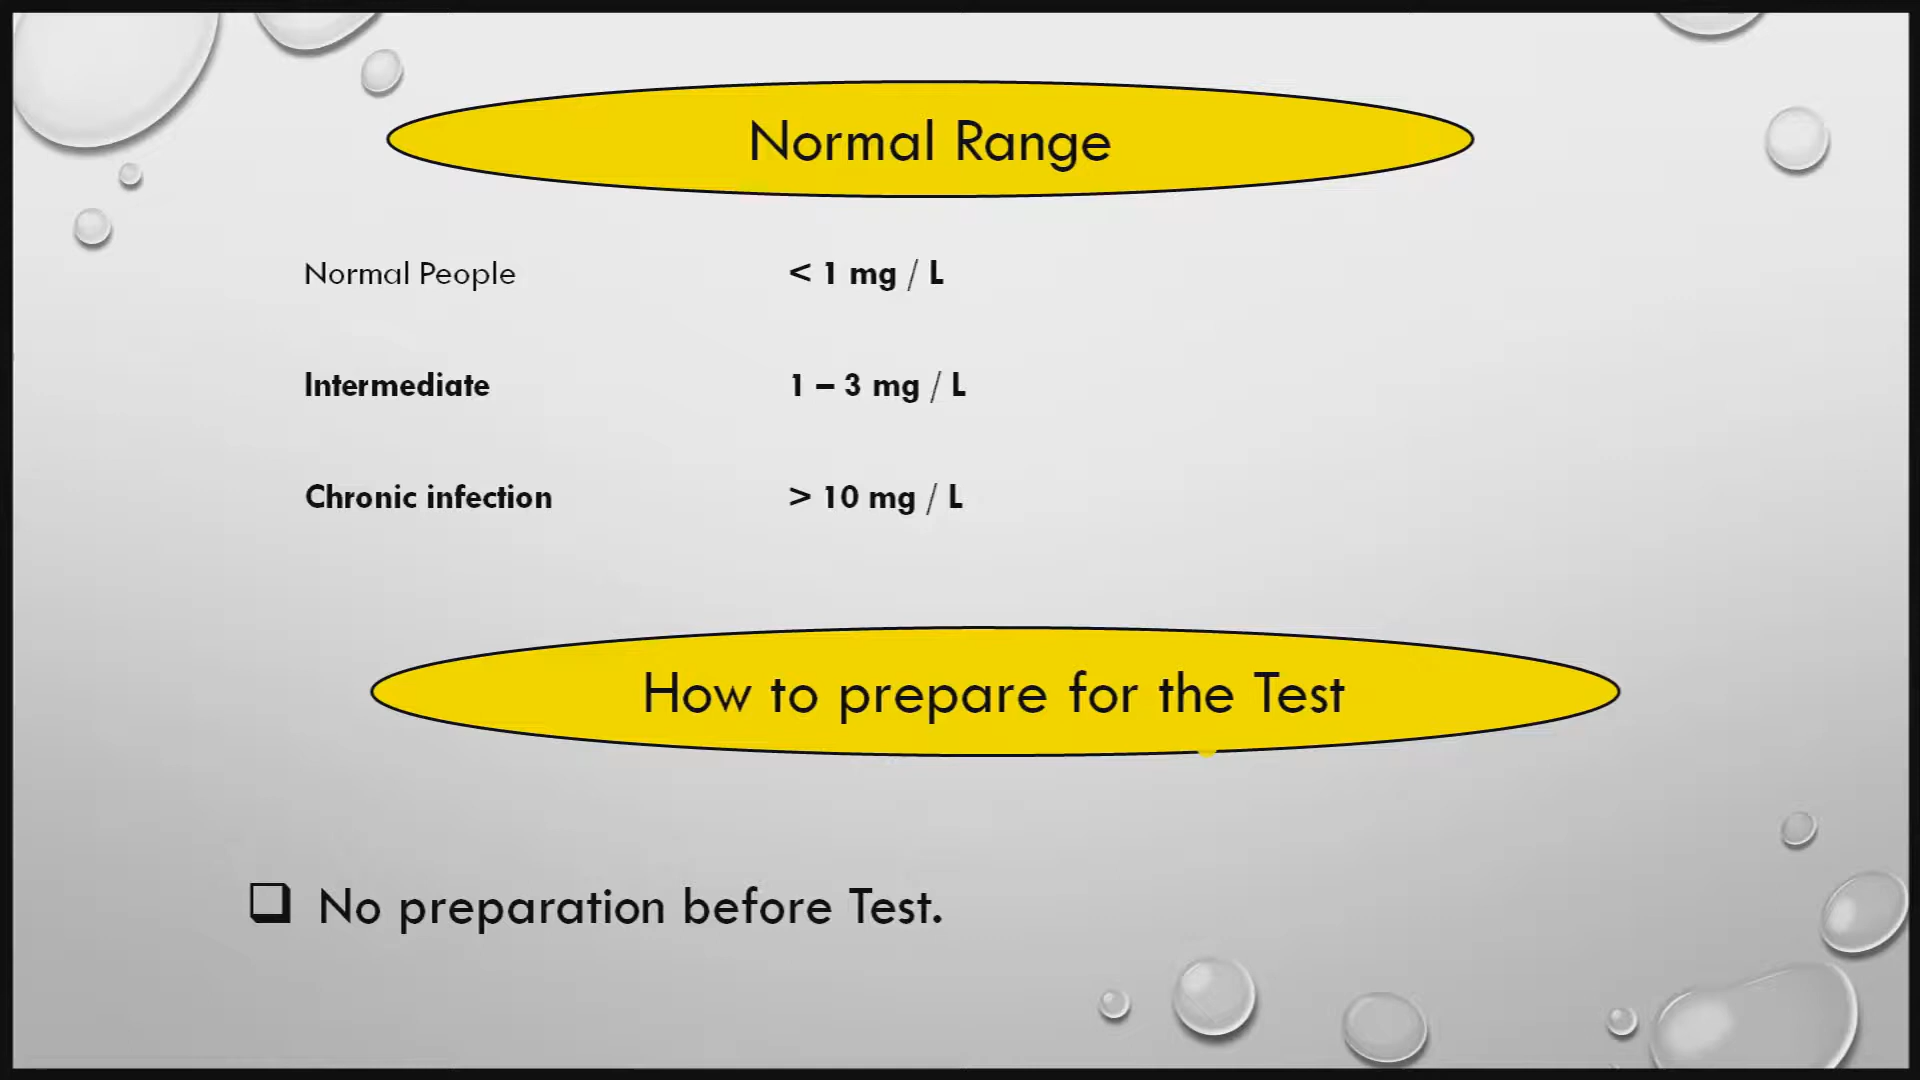 Normal Range
Normal People < 1 mg / L
Intermediate 1 – 3 mg / L
Chronic infection > 10 mg / L
How to prepare for the Test
❑ No preparation before Test.